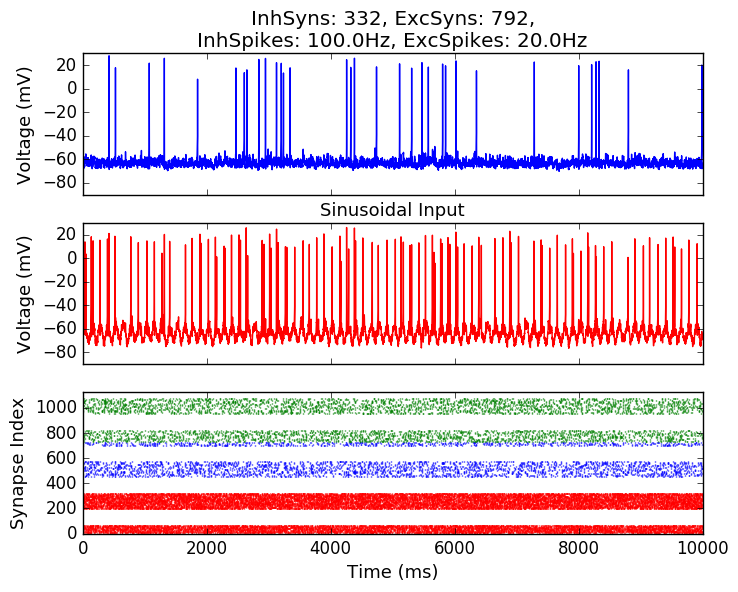 InhSyns: 332, ExcSyns: 792,
InhSpikes: 100.0Hz, ExcSpikes: 20.0Hz
Voltage (mV)
20
0
−20
−40
−60
−80
Sinusoidal Input
Voltage (mV)
20
0
−20
−40
−60
−80
Synapse Index
1000
800
600
400
200
0
0 2000 4000 6000 8000 10000
Time (ms)